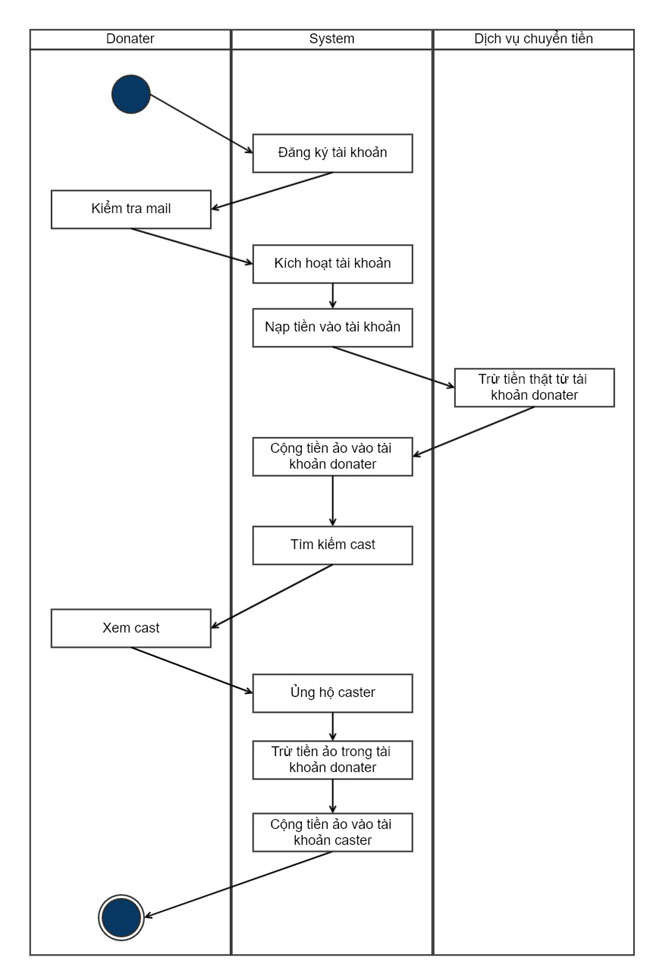 Donater
System
Dịch vụ chuyển tiền
Đăng ký tài khoản
Kiểm tra mail
Kích hoạt tài khoản
Nạp tiền vào tài khoản
Trừ tiền thật từ tài
khoản donater
Cộng tiền ảo vào tài
khoản donater
Tìm kiếm cast
Xem cast
Ủng hộ caster
Trừ tiền ảo trong tài
khoản donater
Cộng tiền ảo vào tài
khoản caster